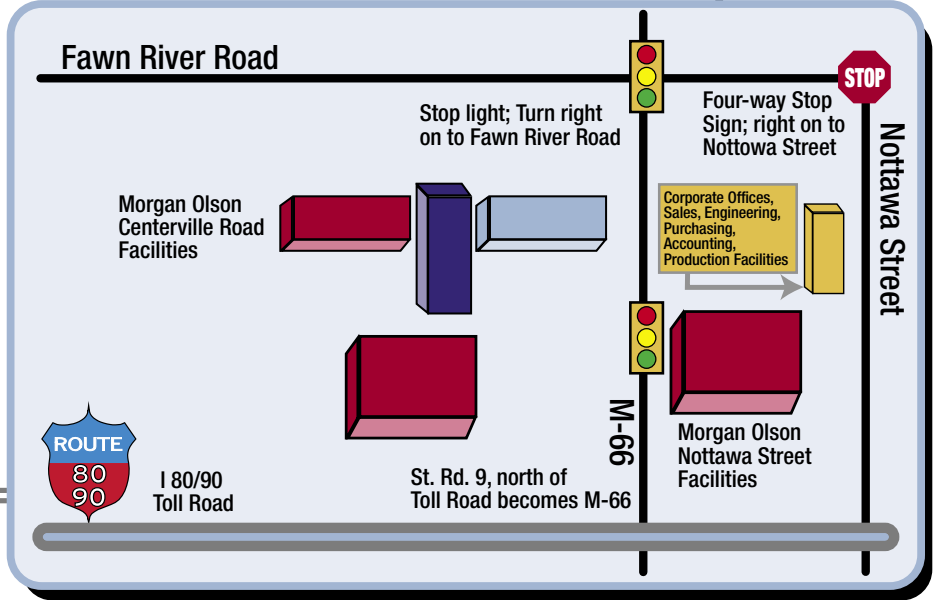 Fawn River Road
STOP
Stop light; Turn right
on to Fawn River Road
Four-way Stop
Sign; right on to
Nottowa Street
Nottawa Street
Morgan Olson
Centerville Road
Facilities
Corporate Offices,
Sales, Engineering,
Purchasing,
Accounting,
Production Facilities
M-66
Morgan Olson
Nottawa Street
Facilities
ROUTE
80
90
I 80/90
Toll Road
St. Rd. 9, north of
Toll Road becomes M-66